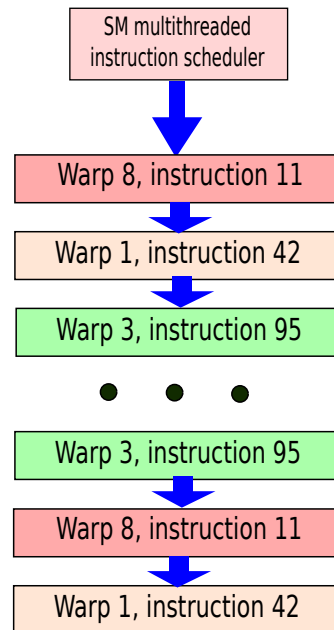 SM multithreaded
instruction scheduler
Warp 8, instruction 11
Warp 1, instruction 42
Warp 3, instruction 95
Warp 3, instruction 95
Warp 8, instruction 11
Warp 1, instruction 42